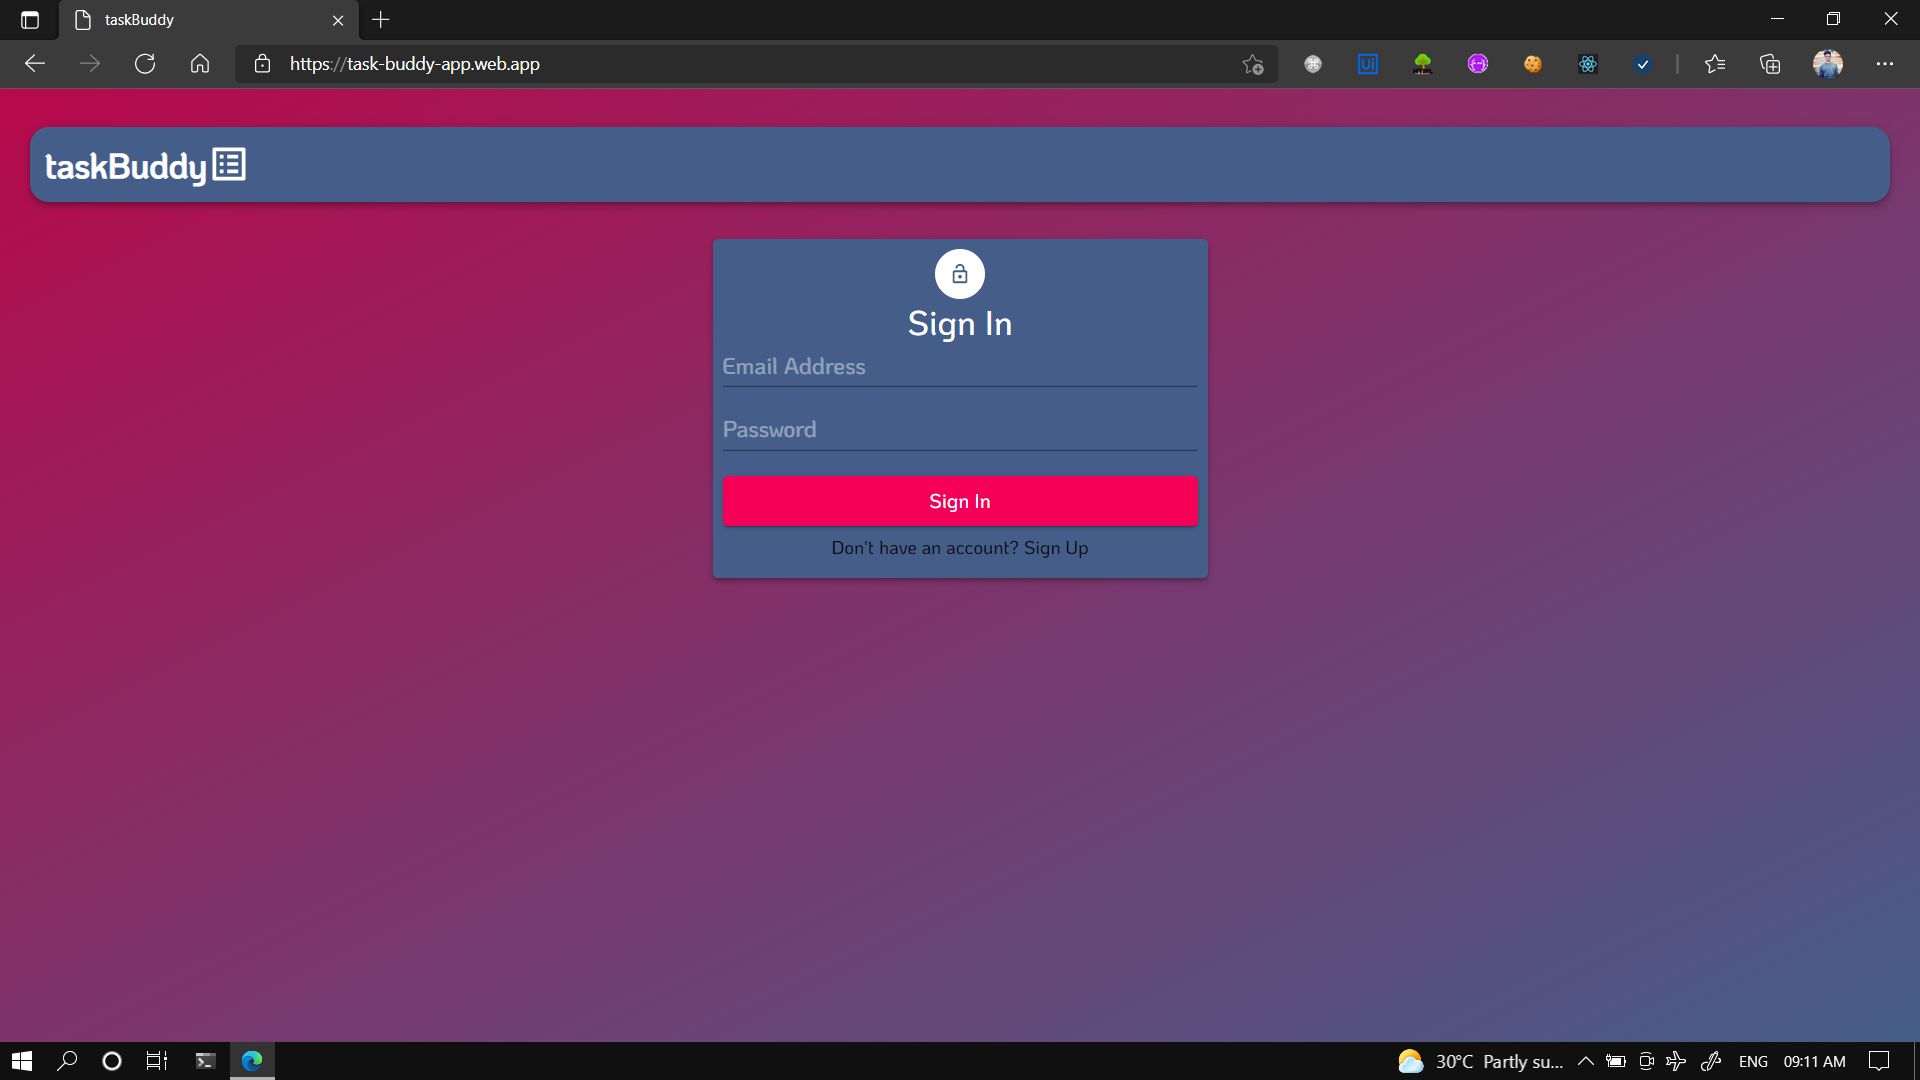 taskBuddy
https://task-buddy-app.web.app
Ui
taskBuddy
Sign In
Email Address
Password
Sign In
Don't have an account? Sign Up
30°C Partly su...
ENG
09:11 AM